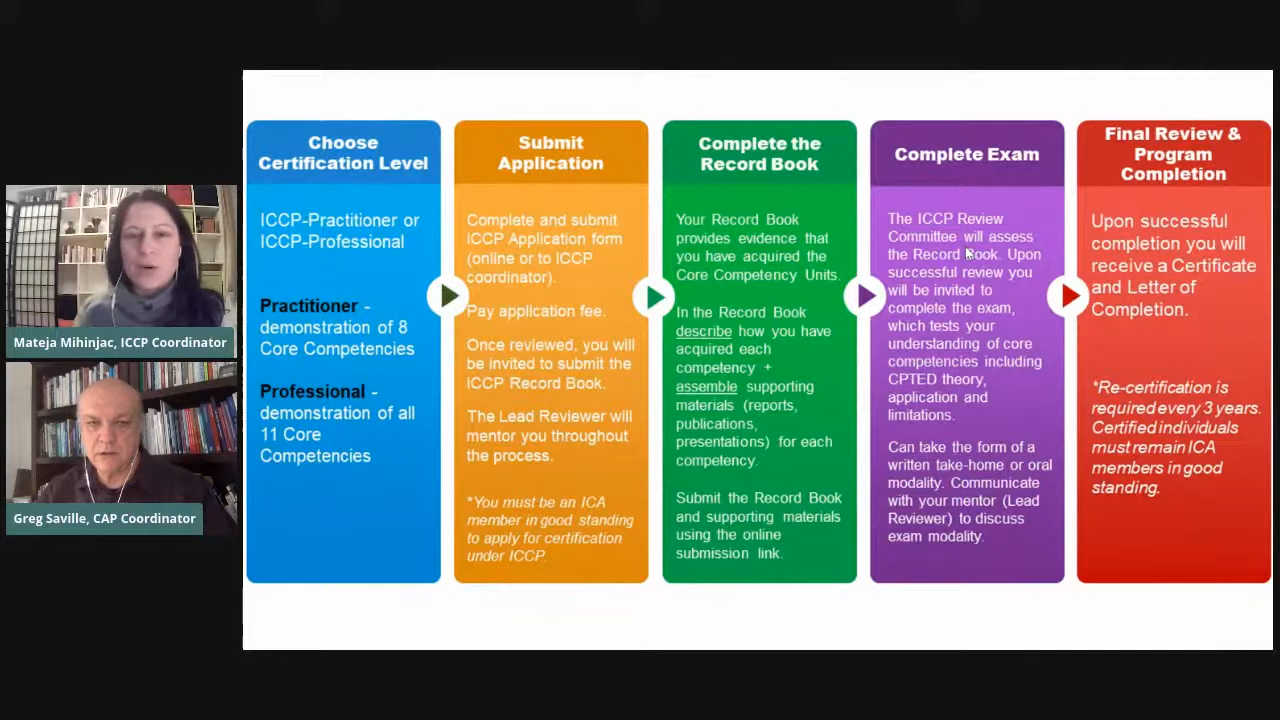 Choose
Certification Level
ICCP-Practitioner or
ICCP-Professional
Practitioner -
demonstration of 8
Core Competencies
Professional -
demonstration of all
11 Core
Competencies
Submit
Application
Complete and submit
ICCP Application form
(online or to ICCP
coordinator).
Pay application fee.
Once reviewed, you will
be invited to submit the
ICCP Record Book.
The Lead Reviewer will
mentor you throughout
the process.
*You must be an ICA
member in good standing
to apply for certification
under ICCP.
Complete the
Record Book
Your Record Book
provides evidence that
you have acquired the
Core Competency Units.
In the Record Book
describe how you have
acquired each
competency +
assemble supporting
materials (reports,
publications,
presentations) for each
competency.
Submit the Record Book
and supporting materials
using the online
submission link.
Complete Exam
The ICCP Review
Committee will assess
the Record Book. Upon
successful review you
will be invited to
complete the exam,
which tests your
understanding of core
competencies including
CPTED theory,
application and
limitations.
Can take the form of a
written take-home or oral
modality. Communicate
with your mentor (Lead
Reviewer) to discuss
exam modality.
Final Review &
Program
Completion
Upon successful
completion you will
receive a Certificate
and Letter of
Completion.
*Re-certification is
required every 3 years.
Certified individuals
must remain ICA
members in good
standing.
Mateja Mihinjac, ICCP Coordinator
Greg Saville, CAP Coordinator